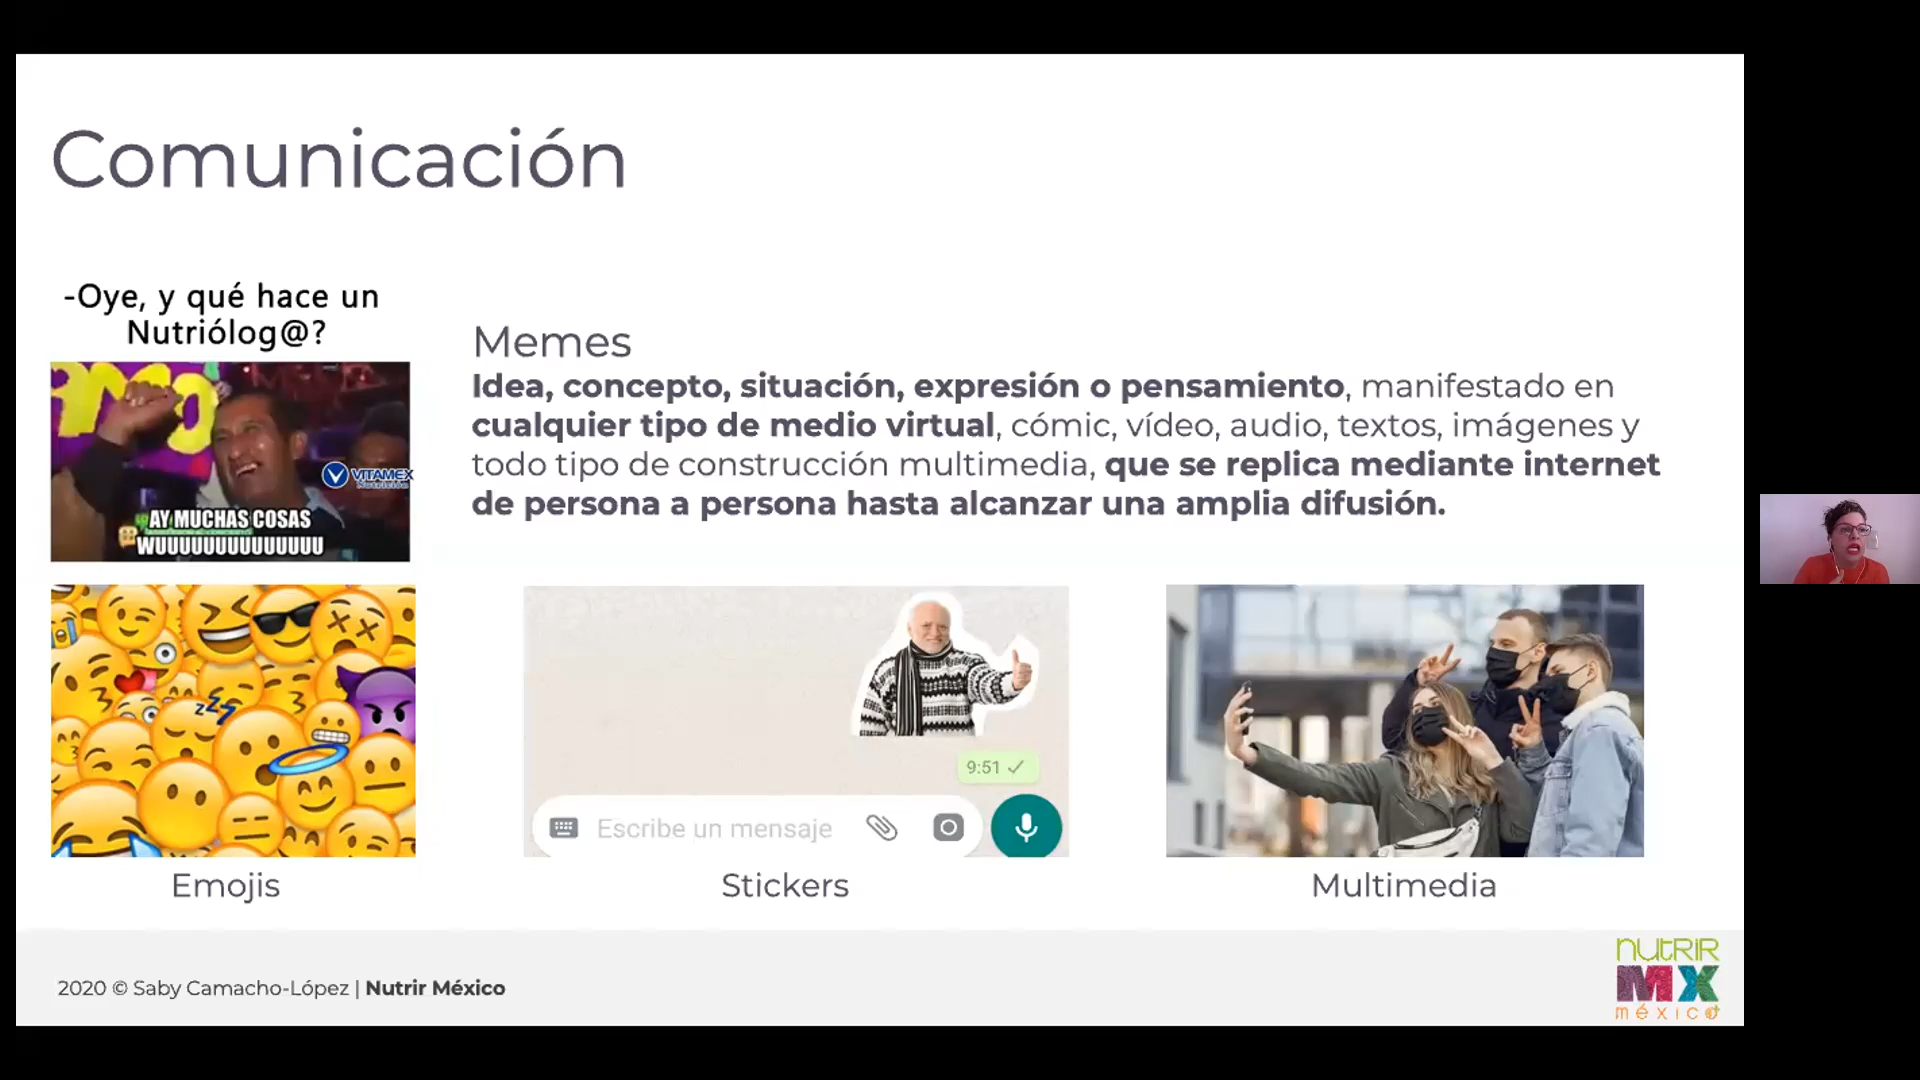 Comunicación
-Oye, y qué hace un
Nutriólog@?
VITAMEX
Nutrición
AY MUCHAS COSAS
WUUUUUUUUUUUUUU
Memes
Idea, concepto, situación, expresión o pensamiento, manifestado en
cualquier tipo de medio virtual, cómic, vídeo, audio, textos, imágenes y
todo tipo de construcción multimedia, que se replica mediante internet
de persona a persona hasta alcanzar una amplia difusión.
zzz
9:51
Escribe un mensaje
Emojis
Stickers
Multimedia
2020 © Saby Camacho-López | Nutrir México
nutrir
MX
méxico